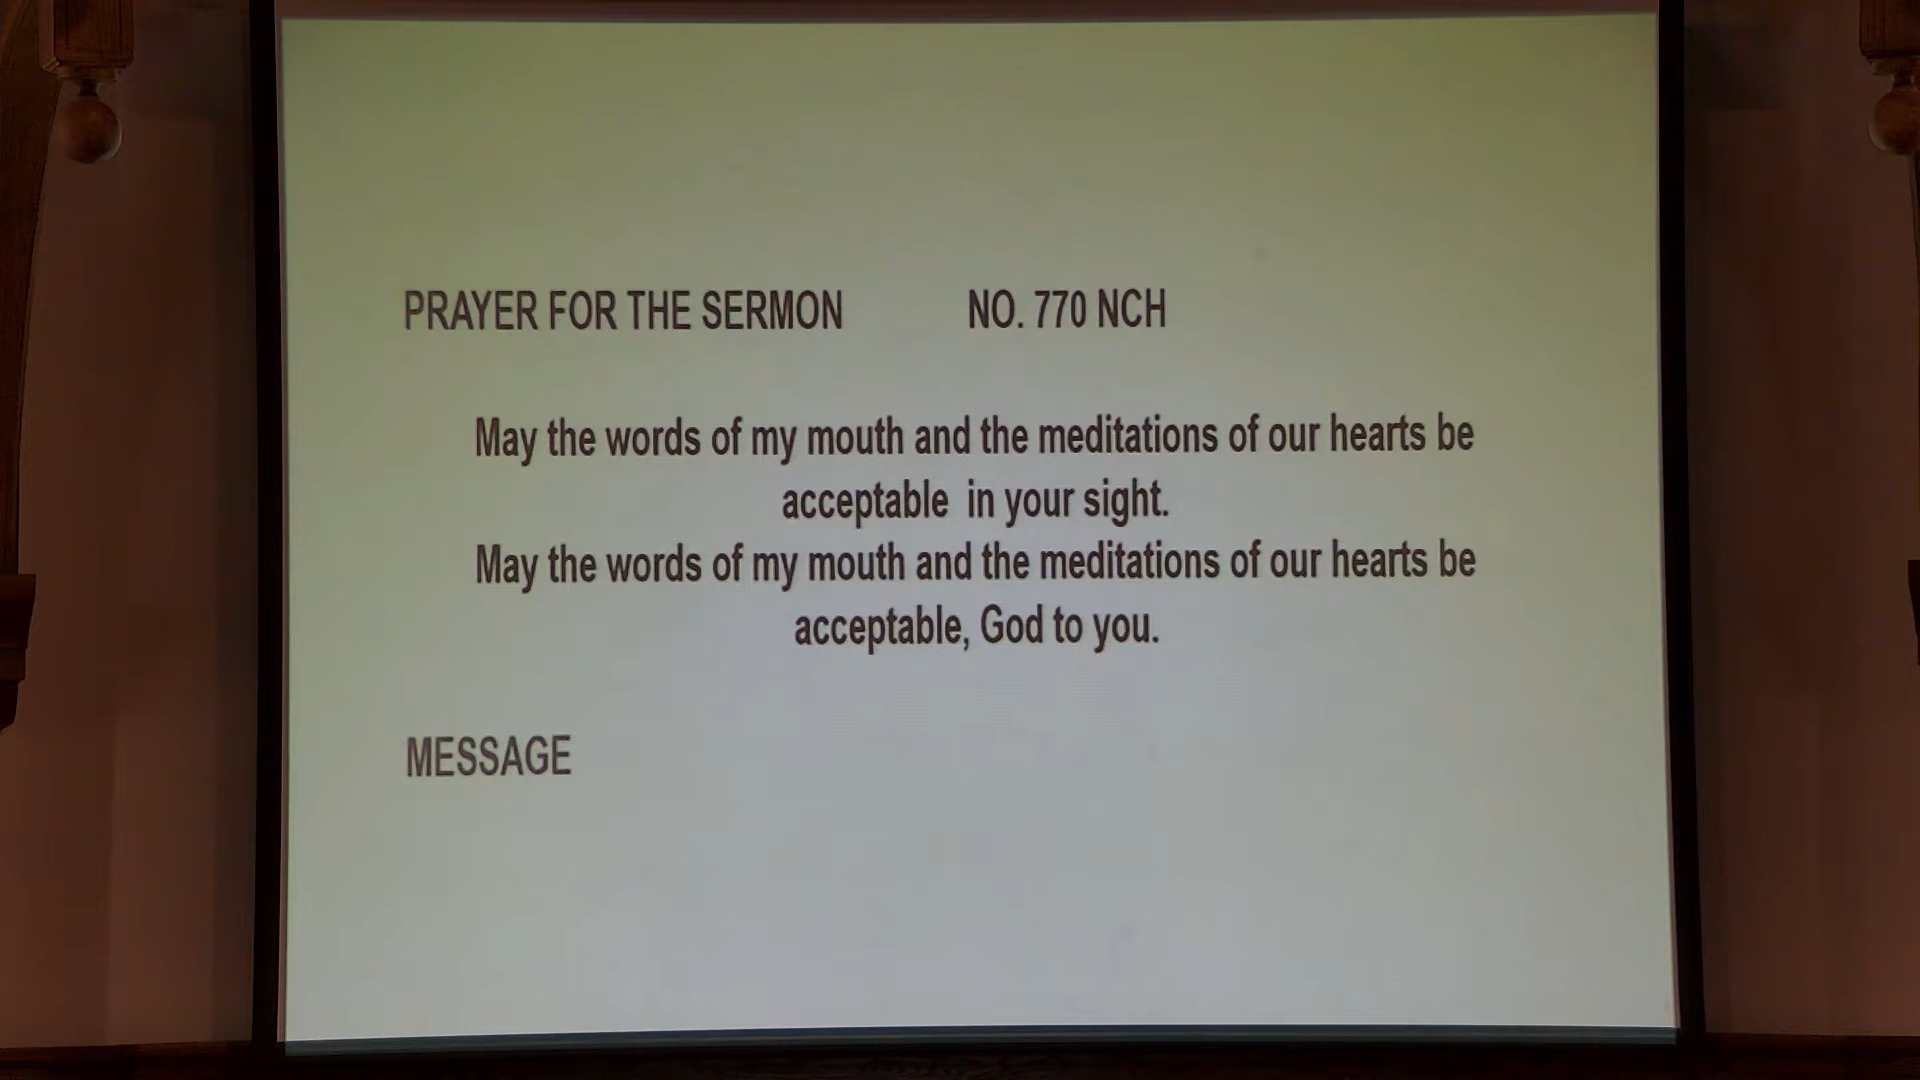 PRAYER FOR THE SERMON NO. 770 NCH
May the words of my mouth and the meditations of our hearts be
acceptable in your sight.
May the words of my mouth and the meditations of our hearts be
acceptable, God to you.
MESSAGE